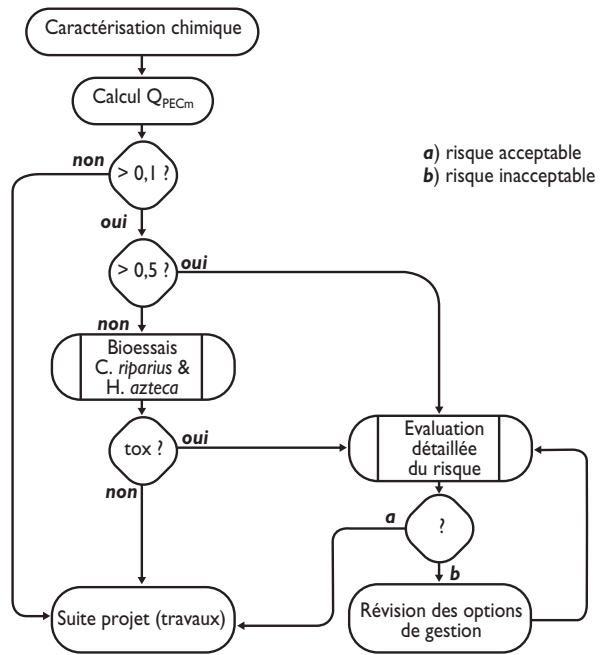 Caractérisation chimique
Calcul Q_PECm
non
> 0,1 ?
a) risque acceptable
b) risque inacceptable
oui
> 0,5 ?
oui
non
Bioessais
C. riparius &
H. azteca
tox ?
oui
non
Evaluation
détaillée
du risque
a
?
b
Suite projet (travaux)
Révision des options
de gestion